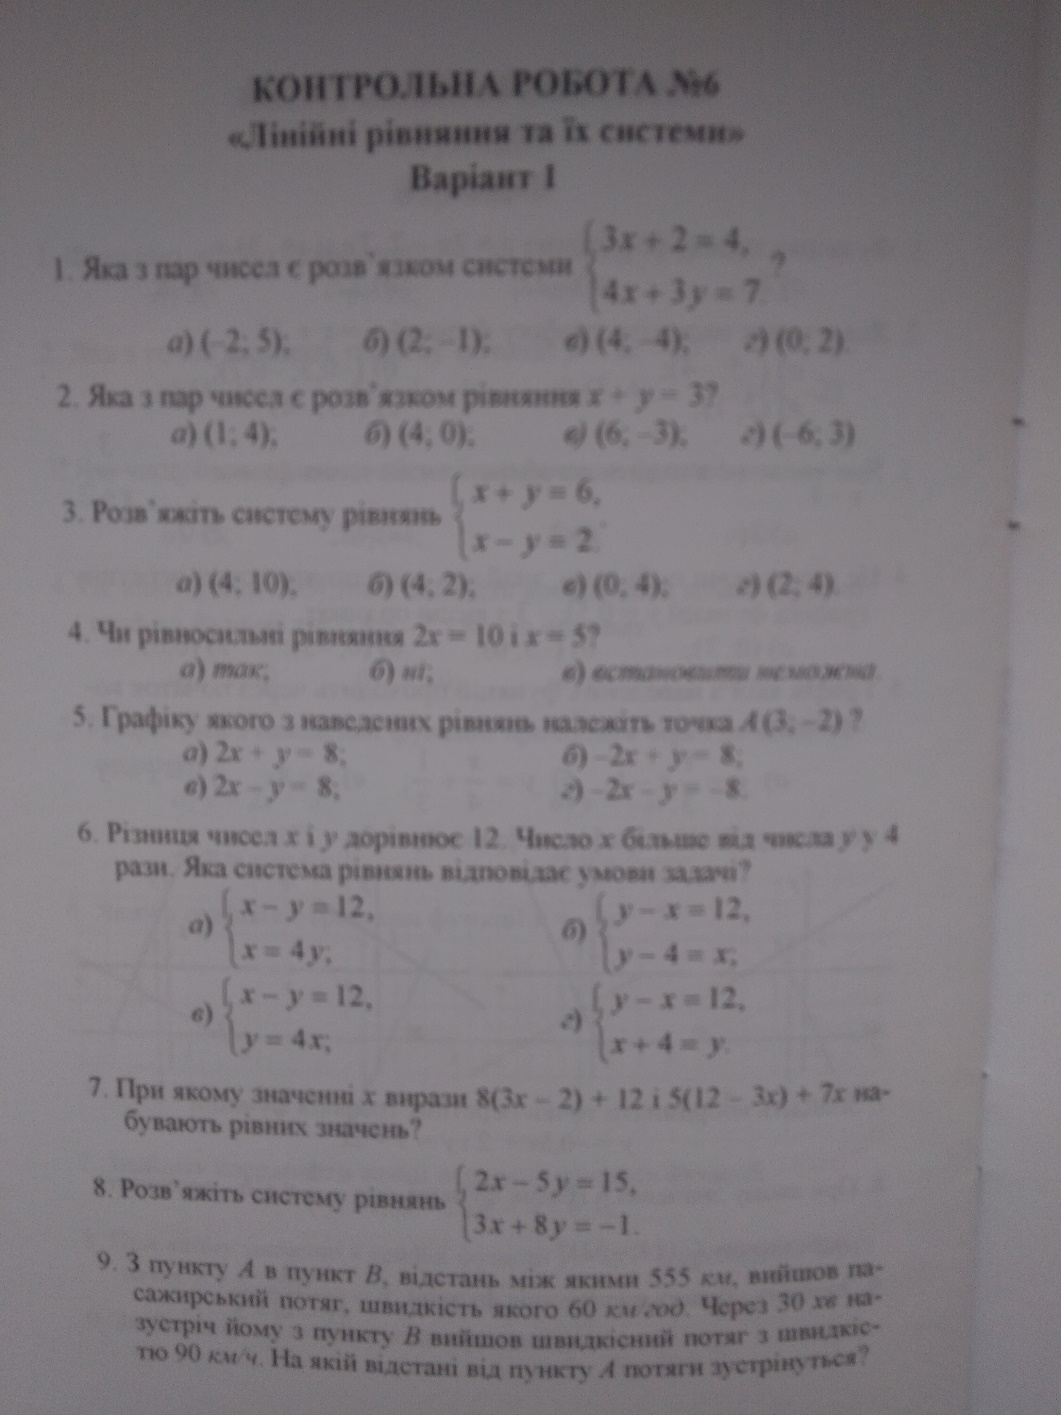 КОНТРОЛЬНА РОБОТА №6
«Лінійні рівняння та їх системи»
Варіант 1
1. Яка з пар чисел є розв'язком системи { 3x + 2 = 4, 4x + 3y = 7. ?
а) (–2; 5); б) (2; –1); в) (4; –4); г) (0; 2).
2. Яка з пар чисел є розв'язком рівняння x + y = 3?
а) (1; 4); б) (4; 0); в) (6; –3); г) (–6; 3)
3. Розв'яжіть систему рівнянь { x + y = 6, x – y = 2.
а) (4; 10); б) (4; 2); в) (0; 4); г) (2; 4).
4. Чи рівносильні рівняння 2x = 10 і x = 5?
а) так; б) ні; в) встановити неможна.
5. Графіку якого з наведених рівнянь належіть точка A (3; –2) ?
а) 2x + y = 8; б) –2x + y = 8;
в) 2x – y = 8; г) –2x – y = –8.
6. Різниця чисел x і y дорівнює 12. Число x більше від числа y у 4
рази. Яка система рівнянь відповідає умови задачі?
а) { x – y = 12, x = 4y; б) { y – x = 12, y – 4 = x;
в) { x – y = 12, y = 4x; г) { y – x = 12, x + 4 = y.
7. При якому значенні x вирази 8(3x – 2) + 12 і 5(12 – 3x) + 7x на-
бувають рівних значень?
8. Розв'яжіть систему рівнянь { 2x – 5y = 15, 3x + 8y = –1.
9. З пункту A в пункт B, відстань між якими 555 км, вийшов па-
сажирський потяг, швидкість якого 60 км/год. Через 30 хв на-
зустріч йому з пункту B вийшов швидкісний потяг з швидкіс-
тю 90 км/ч. На якій відстані від пункту A потяги зустрінуться?